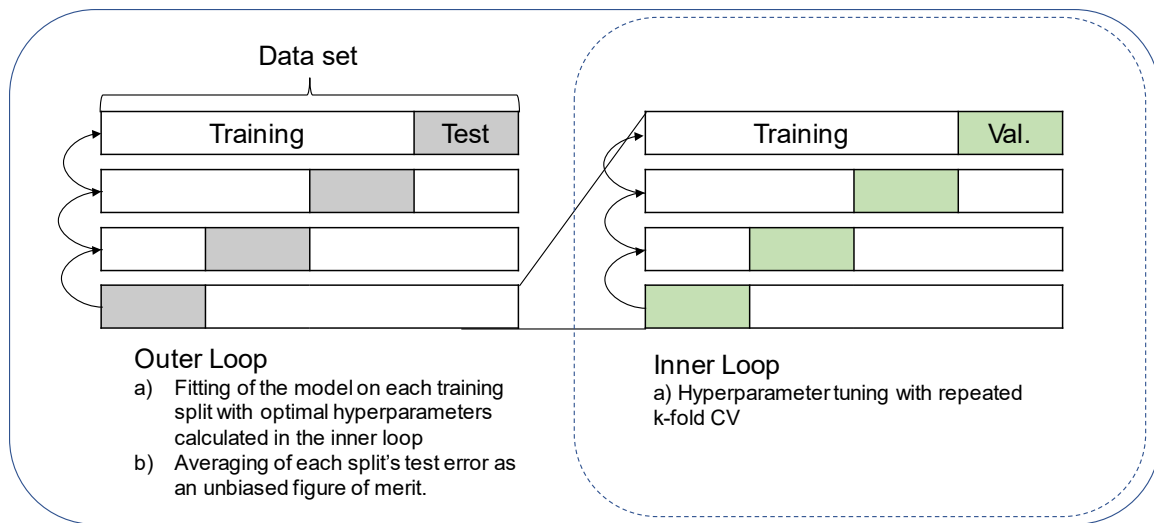 Data set
Training
Test
Training
Val.
Outer Loop
a) Fitting of the model on each training
split with optimal hyperparameters
calculated in the inner loop
b) Averaging of each split's test error as
an unbiased figure of merit.
Inner Loop
a) Hyperparameter tuning with repeated
k-fold CV